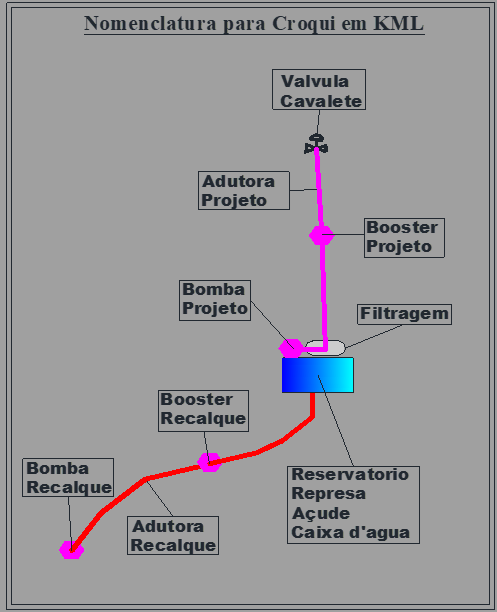 Nomenclatura para Croqui em KML
Valvula
Cavalete
Adutora
Projeto
Booster
Projeto
Bomba
Projeto
Filtragem
Booster
Recalque
Bomba
Recalque
Adutora
Recalque
Reservatorio
Represa
Açude
Caixa d'agua